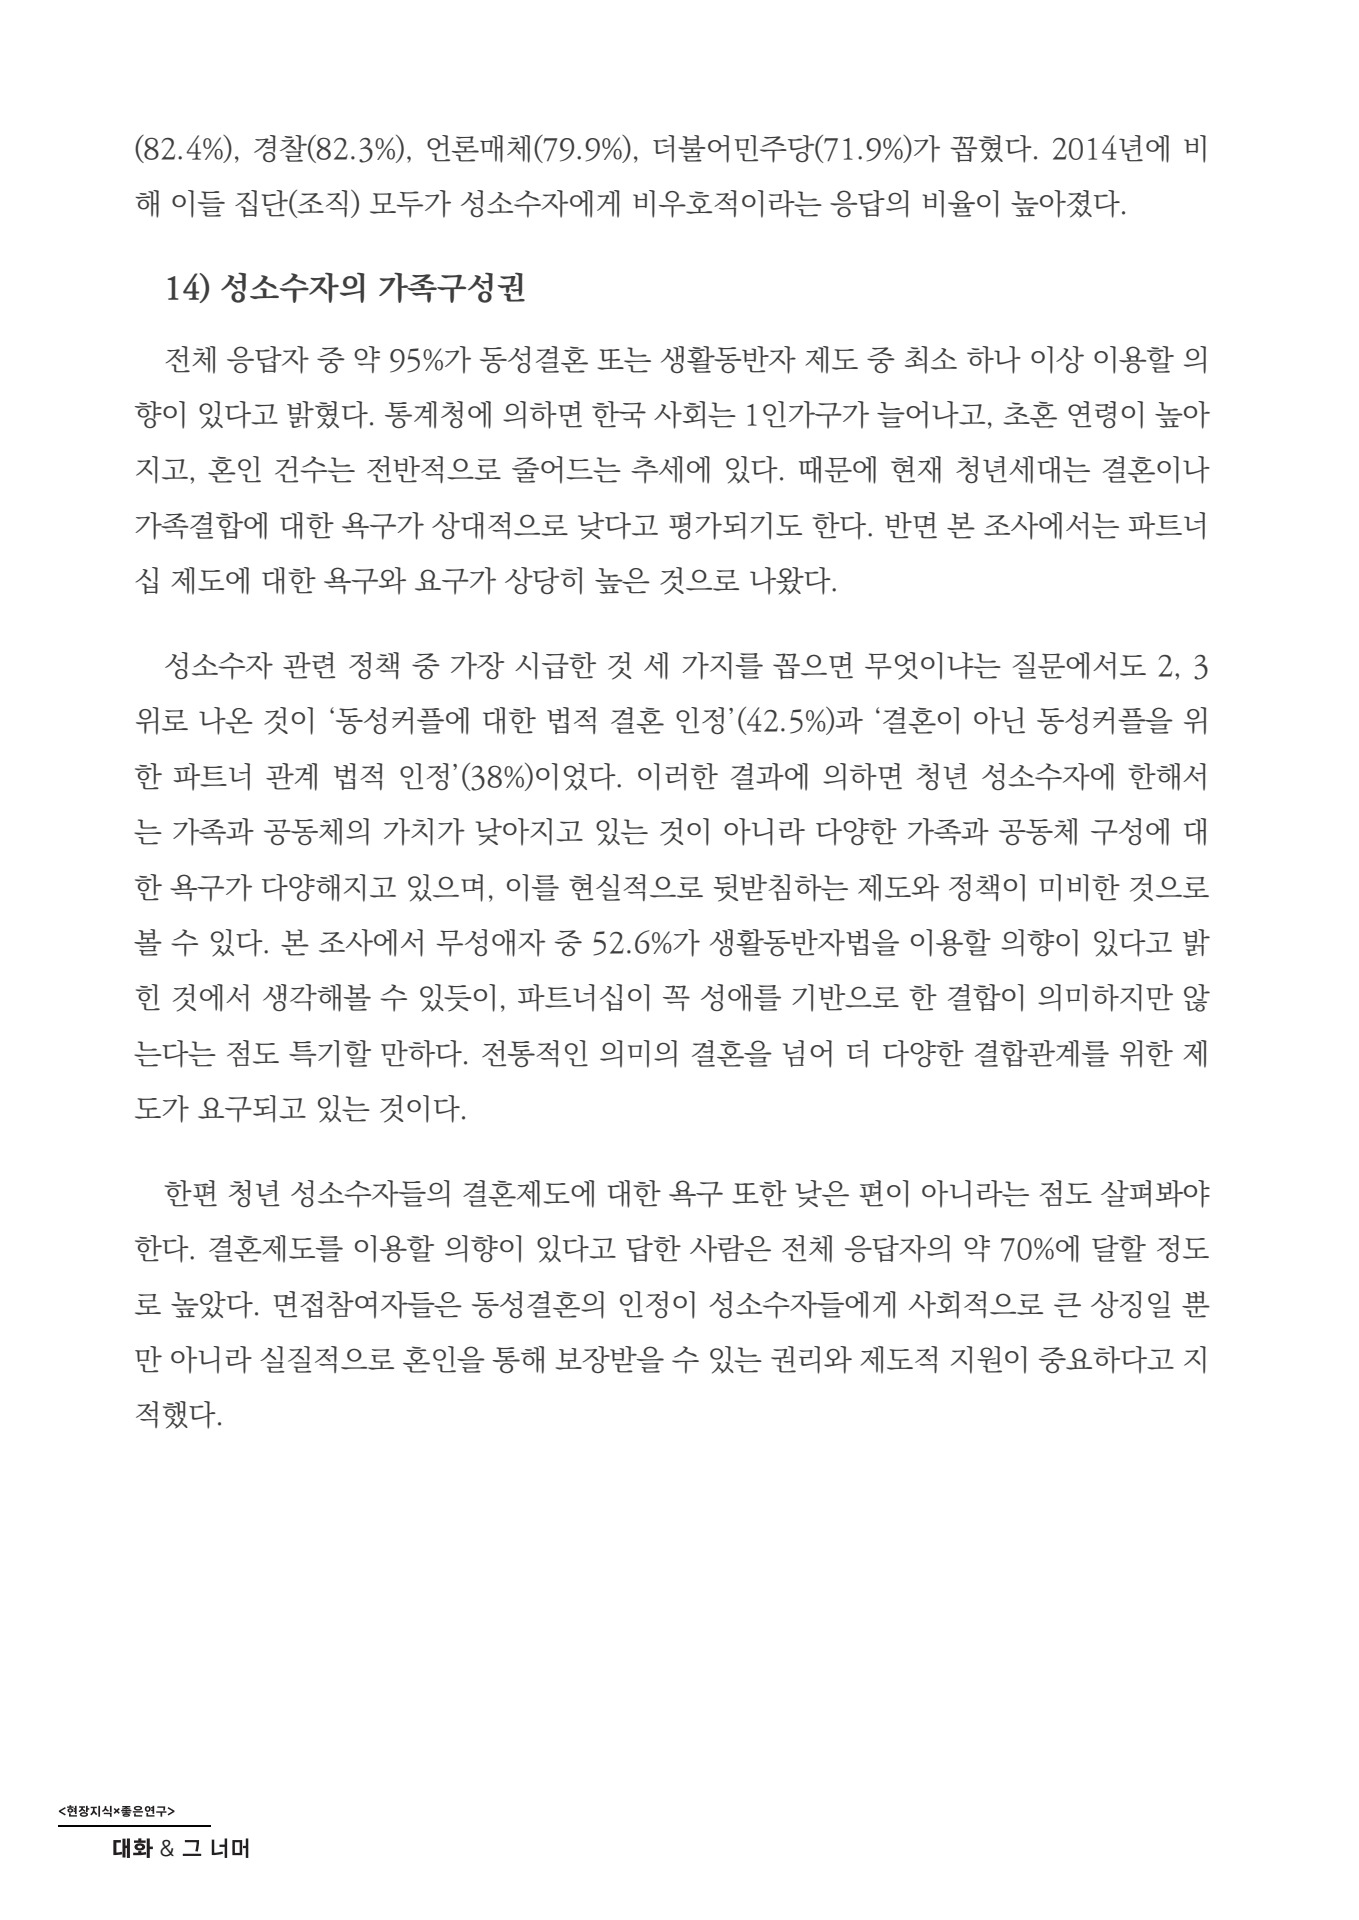 (82.4%), 경찰(82.3%), 언론매체(79.9%), 더불어민주당(71.9%)가 꼽혔다. 2014년에 비
해 이들 집단(조직) 모두가 성소수자에게 비우호적이라는 응답의 비율이 높아졌다.
14) 성소수자의 가족구성권
전체 응답자 중 약 95%가 동성결혼 또는 생활동반자 제도 중 최소 하나 이상 이용할 의
향이 있다고 밝혔다. 통계청에 의하면 한국 사회는 1인가구가 늘어나고, 초혼 연령이 높아
지고, 혼인 건수는 전반적으로 줄어드는 추세에 있다. 때문에 현재 청년세대는 결혼이나
가족결합에 대한 욕구가 상대적으로 낮다고 평가되기도 한다. 반면 본 조사에서는 파트너
십 제도에 대한 욕구와 요구가 상당히 높은 것으로 나왔다.
성소수자 관련 정책 중 가장 시급한 것 세 가지를 꼽으면 무엇이냐는 질문에서도 2, 3
위로 나온 것이 ‘동성커플에 대한 법적 결혼 인정’(42.5%)과 ‘결혼이 아닌 동성커플을 위
한 파트너 관계 법적 인정’(38%)이었다. 이러한 결과에 의하면 청년 성소수자에 한해서
는 가족과 공동체의 가치가 낮아지고 있는 것이 아니라 다양한 가족과 공동체 구성에 대
한 욕구가 다양해지고 있으며, 이를 현실적으로 뒷받침하는 제도와 정책이 미비한 것으로
볼 수 있다. 본 조사에서 무성애자 중 52.6%가 생활동반자법을 이용할 의향이 있다고 밝
힌 것에서 생각해볼 수 있듯이, 파트너십이 꼭 성애를 기반으로 한 결합이 의미하지만 않
는다는 점도 특기할 만하다. 전통적인 의미의 결혼을 넘어 더 다양한 결합관계를 위한 제
도가 요구되고 있는 것이다.
한편 청년 성소수자들의 결혼제도에 대한 욕구 또한 낮은 편이 아니라는 점도 살펴봐야
한다. 결혼제도를 이용할 의향이 있다고 답한 사람은 전체 응답자의 약 70%에 달할 정도
로 높았다. 면접참여자들은 동성결혼의 인정이 성소수자들에게 사회적으로 큰 상징일 뿐
만 아니라 실질적으로 혼인을 통해 보장받을 수 있는 권리와 제도적 지원이 중요하다고 지
적했다.
<현장지식×좋은연구>
대화 & 그 너머